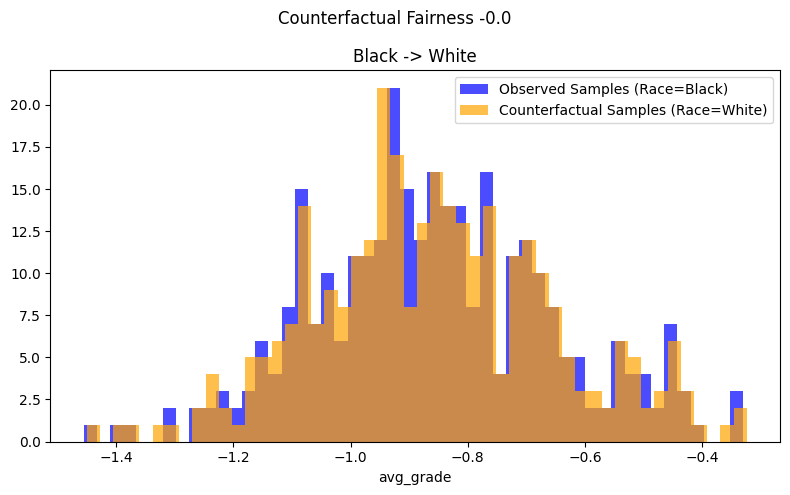 Counterfactual Fairness -0.0
Black -> White
Observed Samples (Race=Black)
Counterfactual Samples (Race=White)
20.0
17.5
15.0
12.5
10.0
7.5
5.0
2.5
0.0
−1.4 −1.2 −1.0 −0.8 −0.6 −0.4
avg_grade